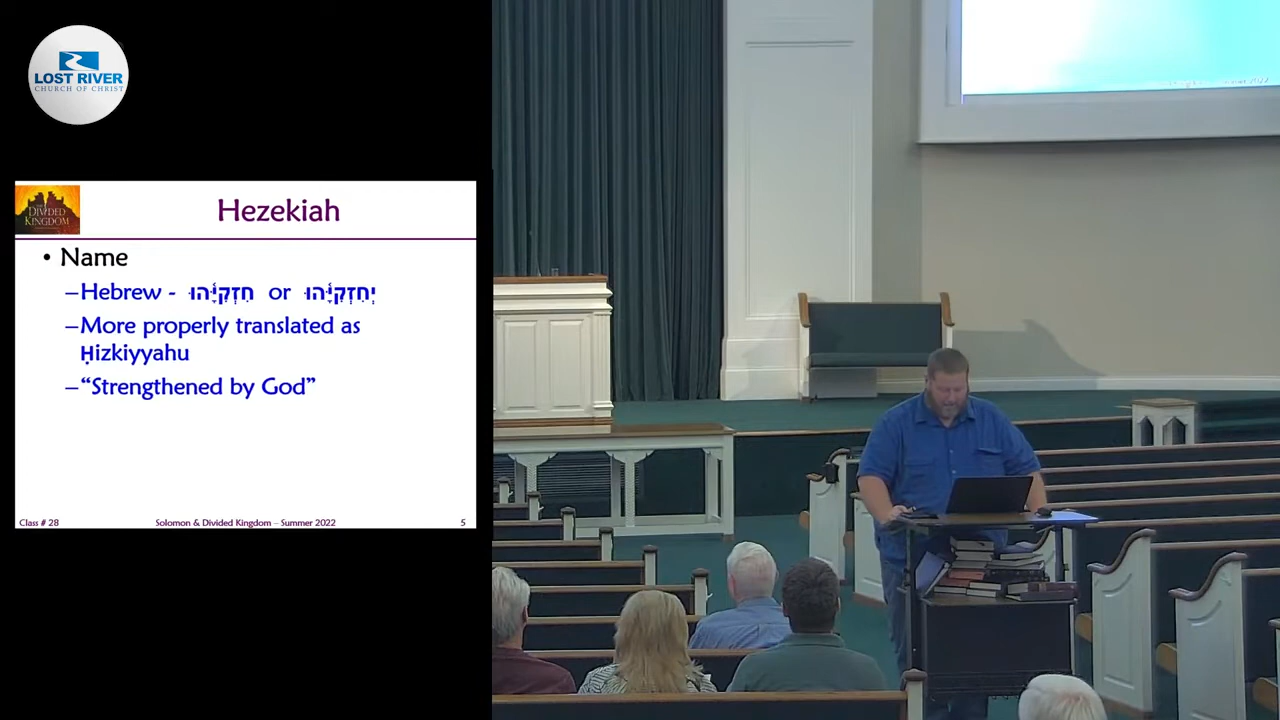 LOST RIVER
CHURCH OF CHRIST
THE
DIVIDED
KINGDOM
Hezekiah
• Name
–Hebrew - חִזְקִיָּ֫הוּ or יְחִזְקִיָּ֫הוּ
–More properly translated as
Ḥizkiyyahu
–“Strengthened by God”
Class # 28
Solomon & Divided Kingdom – Summer 2022
5